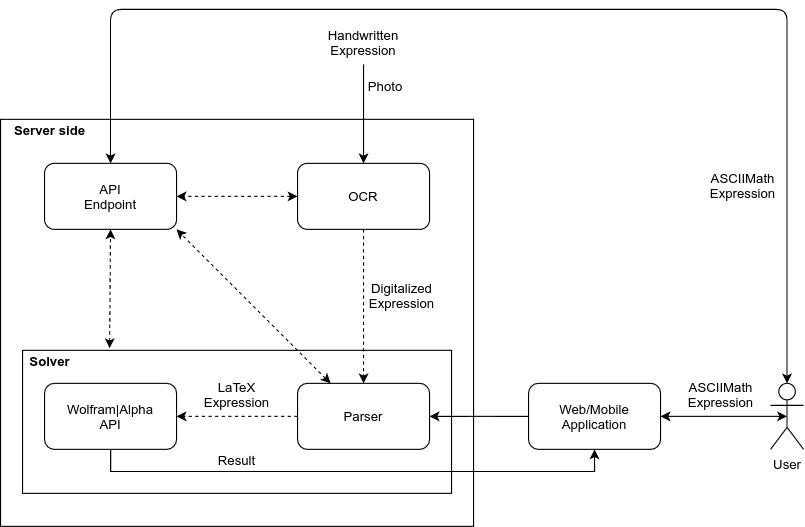 Handwritten
Expression
Photo
Server side
API
Endpoint
OCR
ASCIIMath
Expression
Digitalized
Expression
Solver
Wolfram|Alpha
API
LaTeX
Expression
Parser
Web/Mobile
Application
ASCIIMath
Expression
Result
User